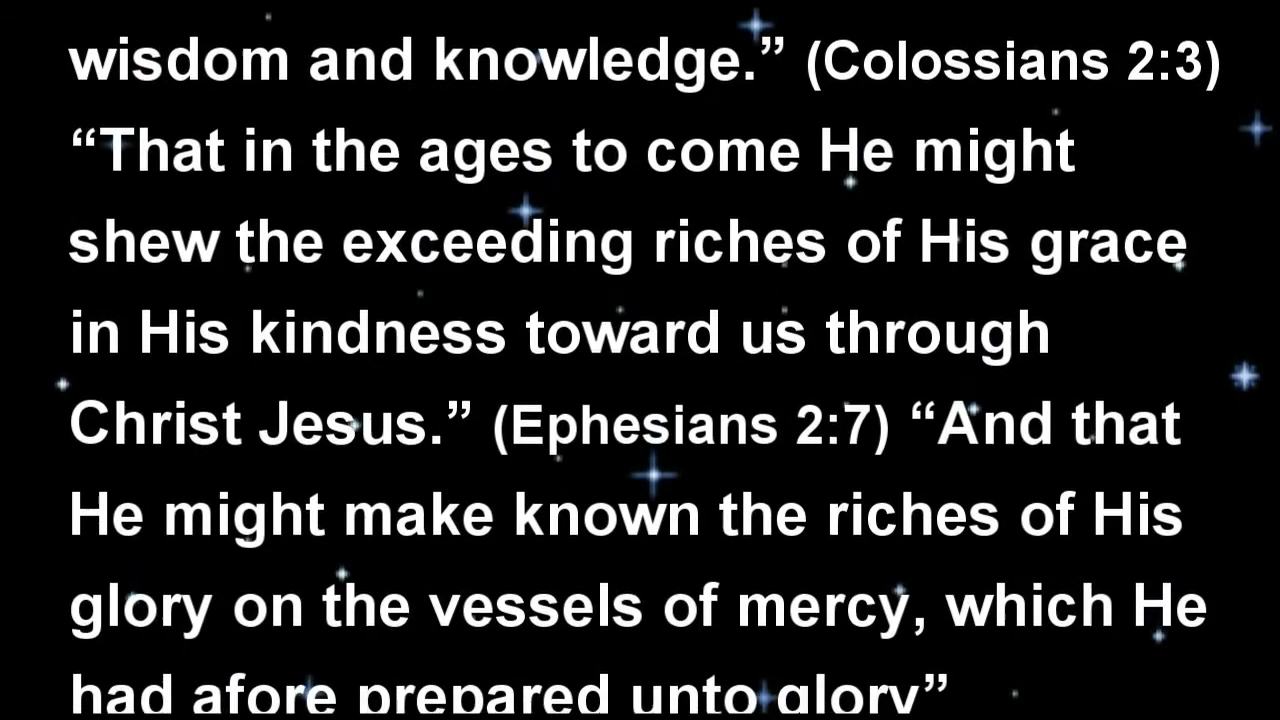 wisdom and knowledge.” (Colossians 2:3)
“That in the ages to come He might
shew the exceeding riches of His grace
in His kindness toward us through
Christ Jesus.” (Ephesians 2:7) “And that
He might make known the riches of His
glory on the vessels of mercy, which He
had afore prepared unto glory”